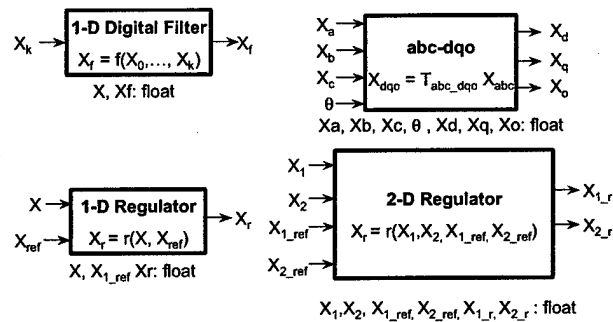 1-D Digital Filter
X_k
X_f = f(X_0,..., X_k)
X_f
X, Xf: float
X_a
X_b
X_c
θ
abc-dqo
X_dqo = T_abc_dqo X_abc
X_d
X_q
X_o
Xa, Xb, Xc, θ , Xd, Xq, Xo: float
1-D Regulator
X
X_ref
X_r = r(X, X_ref)
X_r
X, X_1_ref Xr: float
X_1
X_2
X_1_ref
X_2_ref
2-D Regulator
X_r = r(X_1,X_2, X_1_ref, X_2_ref)
X_1_r
X_2_r
X_1,X_2, X_1_ref, X_2_ref, X_1_r, X_2_r : float